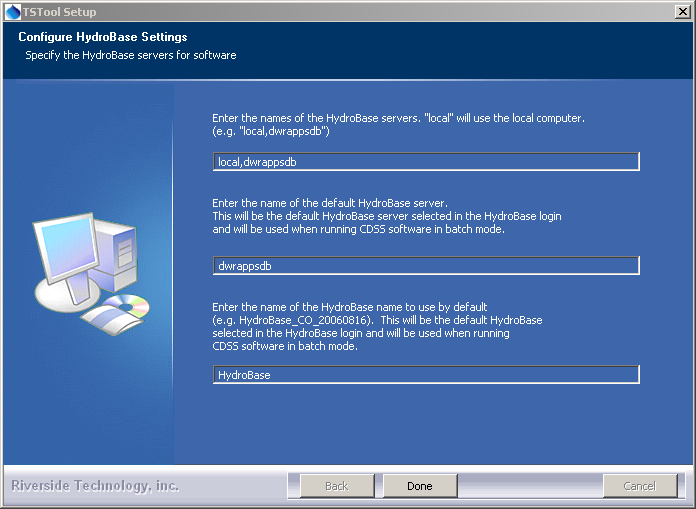 TSTool Setup
Configure HydroBase Settings
Specify the HydroBase servers for software
Enter the names of the HydroBase servers. "local" will use the local computer.
(e.g. "local,dwrappsdb")
local,dwrappsdb
Enter the name of the default HydroBase server.
This will be the default HydroBase server selected in the HydroBase login
and will be used when running CDSS software in batch mode.
dwrappsdb
Enter the name of the HydroBase name to use by default
(e.g. HydroBase_CO_20060816).  This will be the default HydroBase
selected in the HydroBase login and will be used when running
CDSS software in batch mode.
HydroBase
Riverside Technology, inc.
Back
Done
Cancel